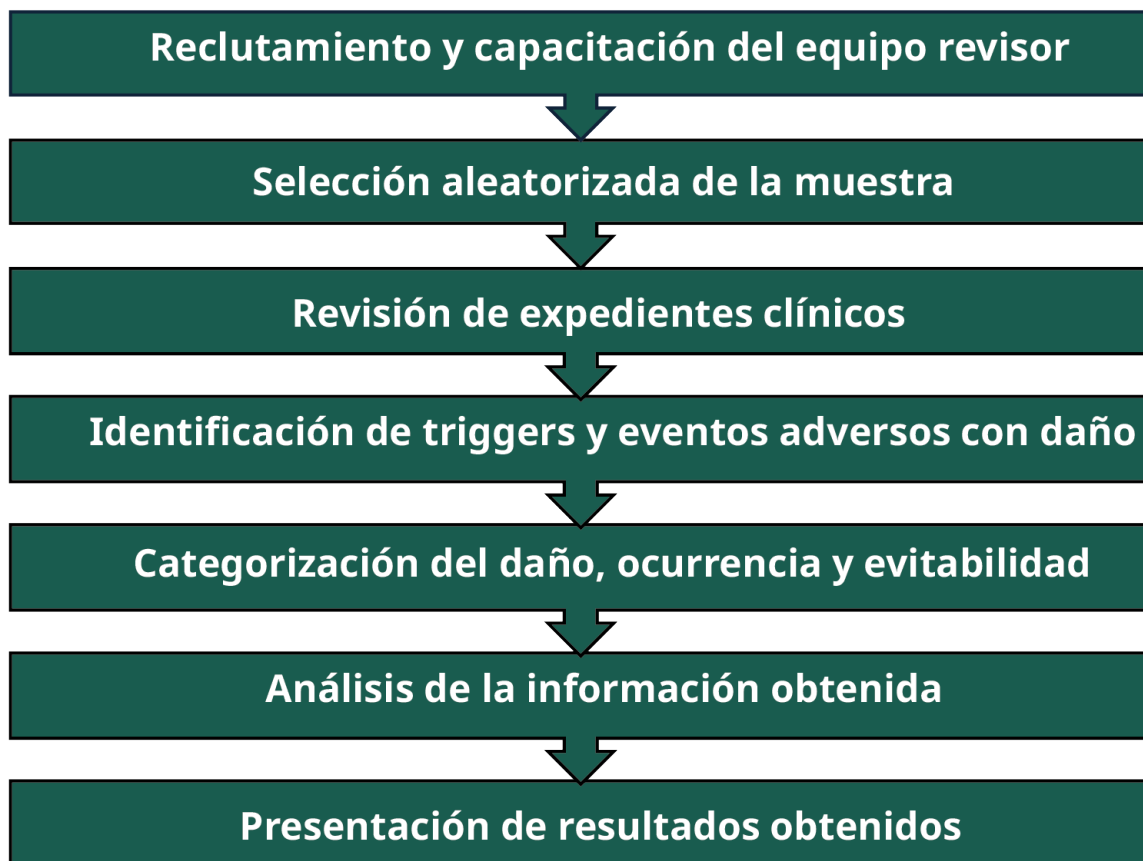 Reclutamiento y capacitación del equipo revisor
Selección aleatorizada de la muestra
Revisión de expedientes clínicos
Identificación de triggers y eventos adversos con daño
Categorización del daño, ocurrencia y evitabilidad
Análisis de la información obtenida
Presentación de resultados obtenidos